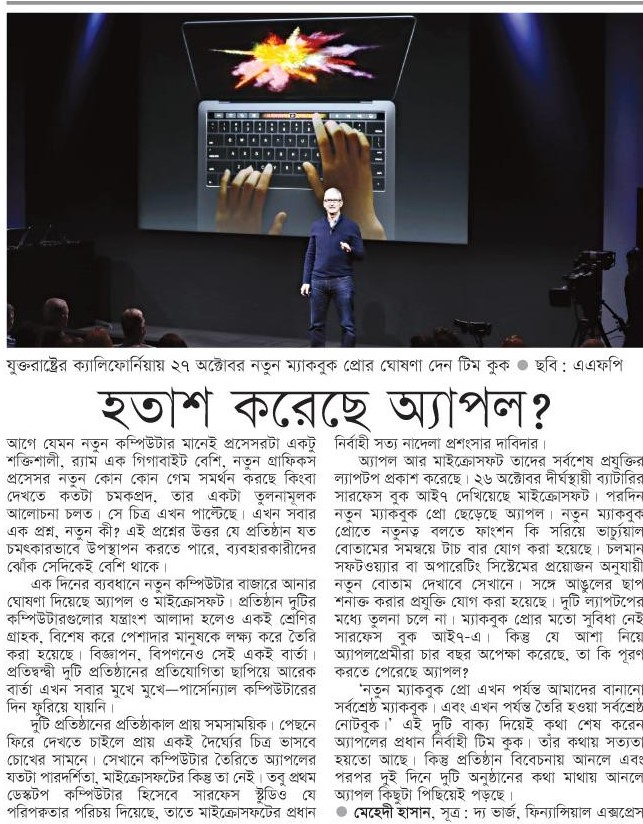 যুক্তরাষ্ট্রের ক্যালিফোর্নিয়ায় ২৭ অক্টোবর নতুন ম্যাকবুক প্রোর ঘোষণা দেন টিম কুক ● ছবি : এএফপি
হতাশ করেছে অ্যাপল?
আগে যেমন নতুন কম্পিউটার মানেই প্রসেসরটা একটু
শক্তিশালী, র‍্যাম এক গিগাবাইট বেশি, নতুন গ্রাফিকস
প্রসেসর নতুন কোন কোন গেম সমর্থন করছে কিংবা
দেখতে কতটা চমকপ্রদ, তার একটা তুলনামূলক
আলোচনা চলত। সে চিত্র এখন পাল্টেছে। এখন সবার
এক প্রশ্ন, নতুন কী? এই প্রশ্নের উত্তর যে প্রতিষ্ঠান যত
চমৎকারভাবে উপস্থাপন করতে পারে, ব্যবহারকারীদের
ঝোঁক সেদিকেই বেশি থাকে।
এক দিনের ব্যবধানে নতুন কম্পিউটার বাজারে আনার
ঘোষণা দিয়েছে অ্যাপল ও মাইক্রোসফট। প্রতিষ্ঠান দুটির
কম্পিউটারগুলোর যন্ত্রাংশ আলাদা হলেও একই শ্রেণির
গ্রাহক, বিশেষ করে পেশাদার মানুষকে লক্ষ্য করে তৈরি
করা হয়েছে। বিজ্ঞাপন, বিপণনেও সেই একই বার্তা।
প্রতিদ্বন্দ্বী দুটি প্রতিষ্ঠানের প্রতিযোগিতা ছাপিয়ে আরেক
বার্তা এখন সবার মুখে মুখে—পার্সোন্যাল কম্পিউটারের
দিন ফুরিয়ে যায়নি।
দুটি প্রতিষ্ঠানের প্রতিষ্ঠাকাল প্রায় সমসাময়িক। পেছনে
ফিরে দেখতে চাইলে প্রায় একই দৈর্ঘ্যের চিত্র ভাসবে
চোখের সামনে। সেখানে কম্পিউটার তৈরিতে অ্যাপলের
যতটা পারদর্শিতা, মাইক্রোসফটের কিন্তু তা নেই। তবু প্রথম
ডেস্কটপ কম্পিউটার হিসেবে সারফেস স্টুডিও যে
পরিপক্বতার পরিচয় দিয়েছে, তাতে মাইক্রোসফটের প্রধান
নির্বাহী সত্য নাদেলা প্রশংসার দাবিদার।
অ্যাপল আর মাইক্রোসফট তাদের সর্বশেষ প্রযুক্তির
ল্যাপটপ প্রকাশ করেছে। ২৬ অক্টোবর দীর্ঘস্থায়ী ব্যাটারির
সারফেস বুক আই৭ দেখিয়েছে মাইক্রোসফট। পরদিন
নতুন ম্যাকবুক প্রো ছেড়েছে অ্যাপল। নতুন ম্যাকবুক
প্রোতে নতুনত্ব বলতে ফাংশন কি সরিয়ে ভার্চ্যুয়াল
বোতামের সমন্বয়ে টাচ বার যোগ করা হয়েছে। চলমান
সফটওয়্যার বা অপারেটিং সিস্টেমের প্রয়োজন অনুযায়ী
নতুন বোতাম দেখাবে সেখানে। সঙ্গে আঙুলের ছাপ
শনাক্ত করার প্রযুক্তি যোগ করা হয়েছে। দুটি ল্যাপটপের
মধ্যে তুলনা চলে না। ম্যাকবুক প্রোর মতো সুবিধা নেই
সারফেস বুক আই৭-এ। কিন্তু যে আশা নিয়ে
অ্যাপলপ্রেমীরা চার বছর অপেক্ষা করেছে, তা কি পূরণ
করতে পেরেছে অ্যাপল?
‘নতুন ম্যাকবুক প্রো এখন পর্যন্ত আমাদের বানানো
সর্বশ্রেষ্ঠ ম্যাকবুক। এবং এখন পর্যন্ত তৈরি হওয়া সর্বশ্রেষ্ঠ
নোটবুক।’ এই দুটি বাক্য দিয়েই কথা শেষ করেন
অ্যাপলের প্রধান নির্বাহী টিম কুক। তাঁর কথায় সত্যতা
হয়তো আছে। কিন্তু প্রতিষ্ঠান বিবেচনায় আনলে এবং
পরপর দুই দিনে দুটি অনুষ্ঠানের কথা মাথায় আনলে
অ্যাপল কিছুটা পিছিয়েই পড়ছে।
● মেহেদী হাসান, সূত্র : দ্য ভার্জ, ফিন্যান্সিয়াল এক্সপ্রেস